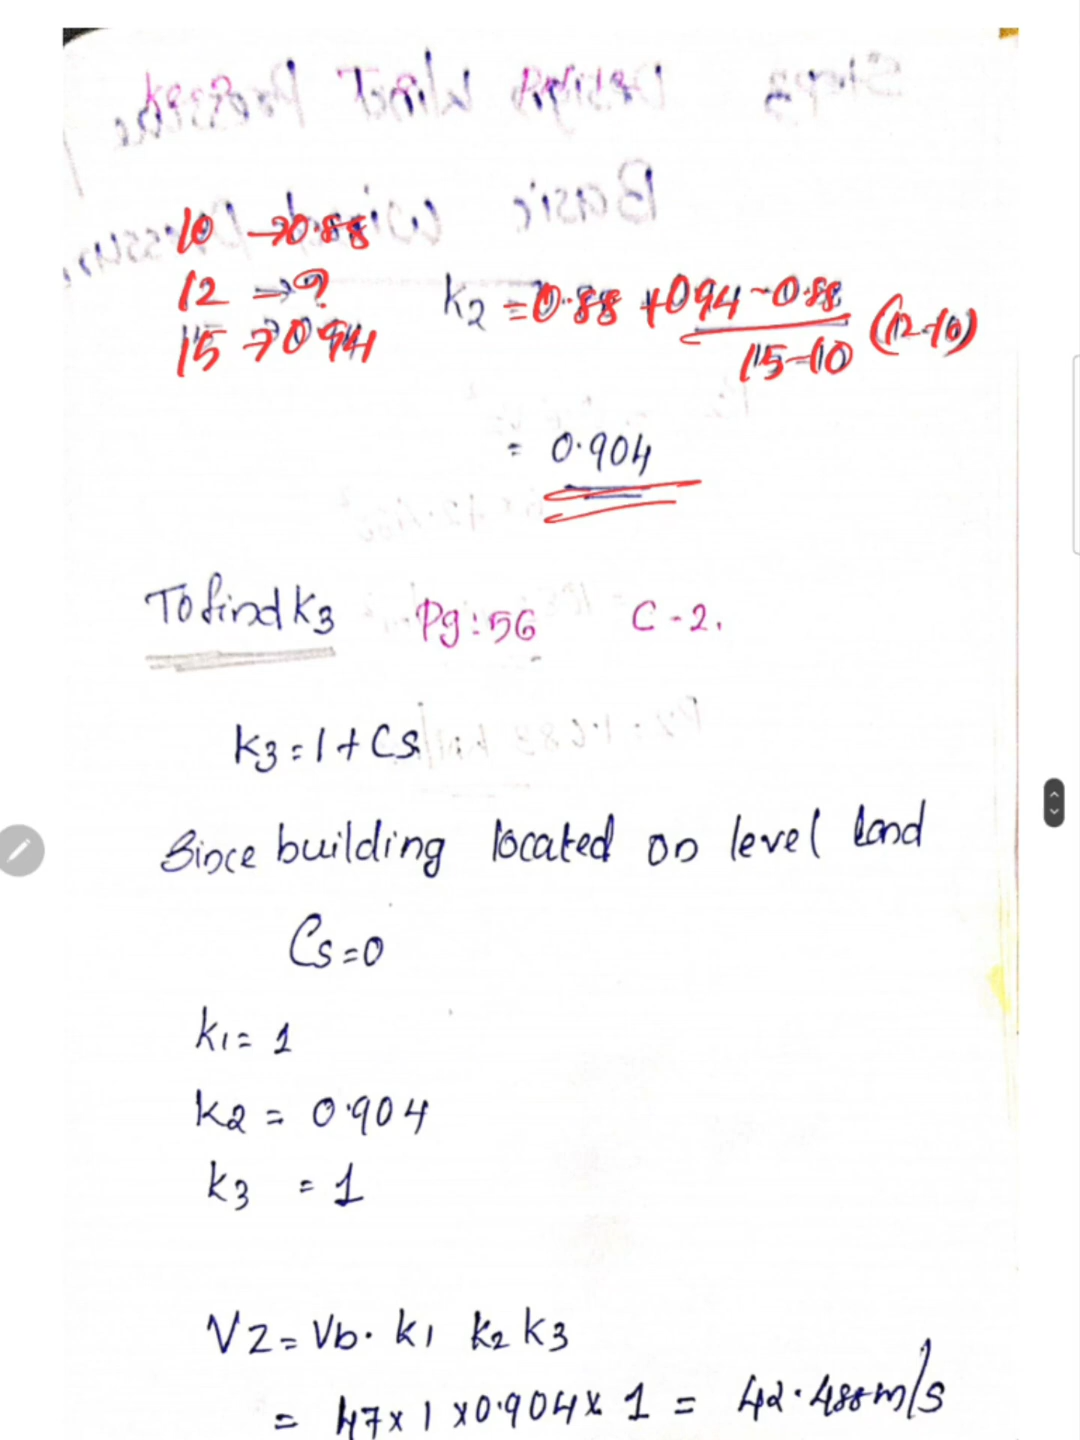 10 → 0.88
12 → ?
15 → 0.94
k2 = 0.88 + 0.94-0.88 / 15-10 (12-10)
= 0.904
To find k3 Pg: 56 C-2.
k3 = 1 + Cs
Since building located on level land
Cs = 0
k1 = 1
k2 = 0.904
k3 = 1
Vz = Vb. k1 k2 k3
= 47 x 1 x 0.904 x 1 = 42.488 m/s